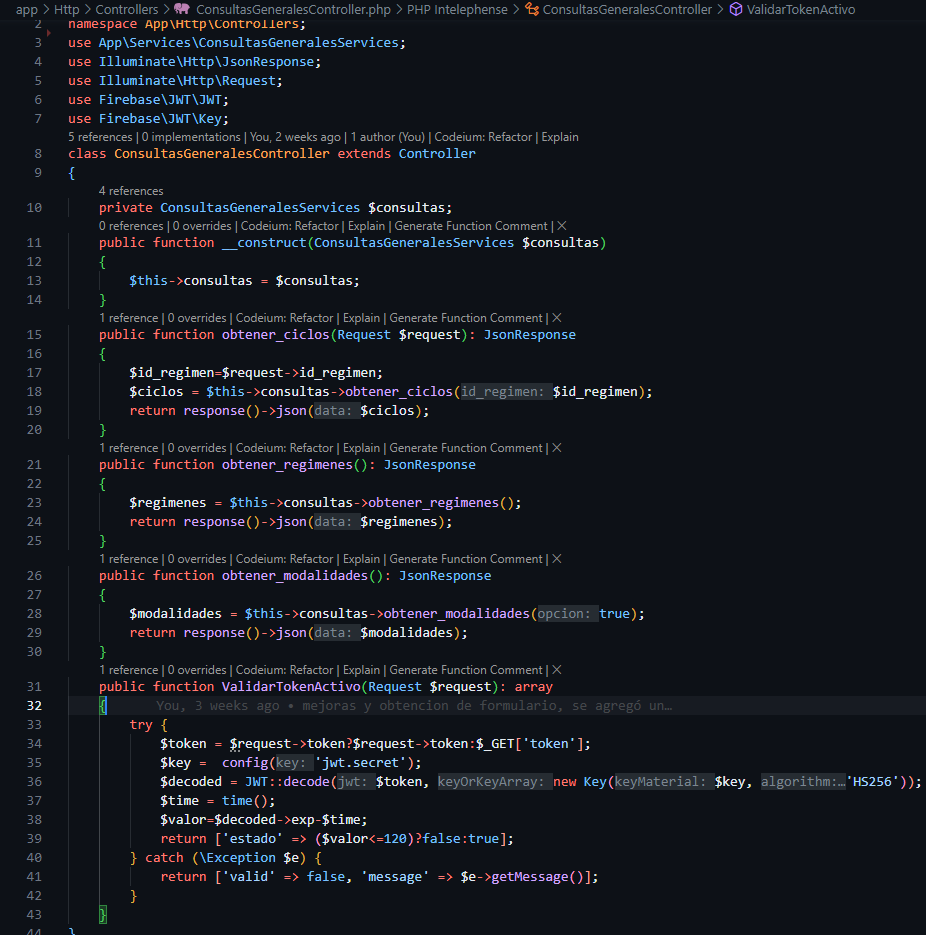 app > Http > Controllers > ConsultasGeneralesController.php > PHP Intelephense > ConsultasGeneralesController > ValidarTokenActivo
2 namespace App\Http\Controllers;
3 use App\Services\ConsultasGeneralesServices;
4 use Illuminate\Http\JsonResponse;
5 use Illuminate\Http\Request;
6 use Firebase\JWT\JWT;
7 use Firebase\JWT\Key;
5 references | 0 implementations | You, 2 weeks ago | 1 author (You) | Codeium: Refactor | Explain
8 class ConsultasGeneralesController extends Controller
9 {
4 references
10 private ConsultasGeneralesServices $consultas;
0 references | 0 overrides | Codeium: Refactor | Explain | Generate Function Comment | X
11 public function __construct(ConsultasGeneralesServices $consultas)
12 {
13 $this->consultas = $consultas;
14 }
1 reference | 0 overrides | Codeium: Refactor | Explain | Generate Function Comment | X
15 public function obtener_ciclos(Request $request): JsonResponse
16 {
17 $id_regimen=$request->id_regimen;
18 $ciclos = $this->consultas->obtener_ciclos(id_regimen: $id_regimen);
19 return response()->json(data: $ciclos);
20 }
1 reference | 0 overrides | Codeium: Refactor | Explain | Generate Function Comment | X
21 public function obtener_regimenes(): JsonResponse
22 {
23 $regimenes = $this->consultas->obtener_regimenes();
24 return response()->json(data: $regimenes);
25 }
1 reference | 0 overrides | Codeium: Refactor | Explain | Generate Function Comment | X
26 public function obtener_modalidades(): JsonResponse
27 {
28 $modalidades = $this->consultas->obtener_modalidades(opcion: true);
29 return response()->json(data: $modalidades);
30 }
1 reference | 0 overrides | Codeium: Refactor | Explain | Generate Function Comment | X
31 public function ValidarTokenActivo(Request $request): array
32 { You, 3 weeks ago • mejoras y obtencion de formulario, se agregó un…
33 try {
34 $token = $request->token?$request->token:$_GET['token'];
35 $key =  config(key: 'jwt.secret');
36 $decoded = JWT::decode(jwt: $token, keyOrKeyArray: new Key(keyMaterial: $key, algorithm:… 'HS256'));
37 $time = time();
38 $valor=$decoded->exp-$time;
39 return ['estado' => ($valor<=120)?false:true];
40 } catch (\Exception $e) {
41 return ['valid' => false, 'message' => $e->getMessage()];
42 }
43 }
44 }